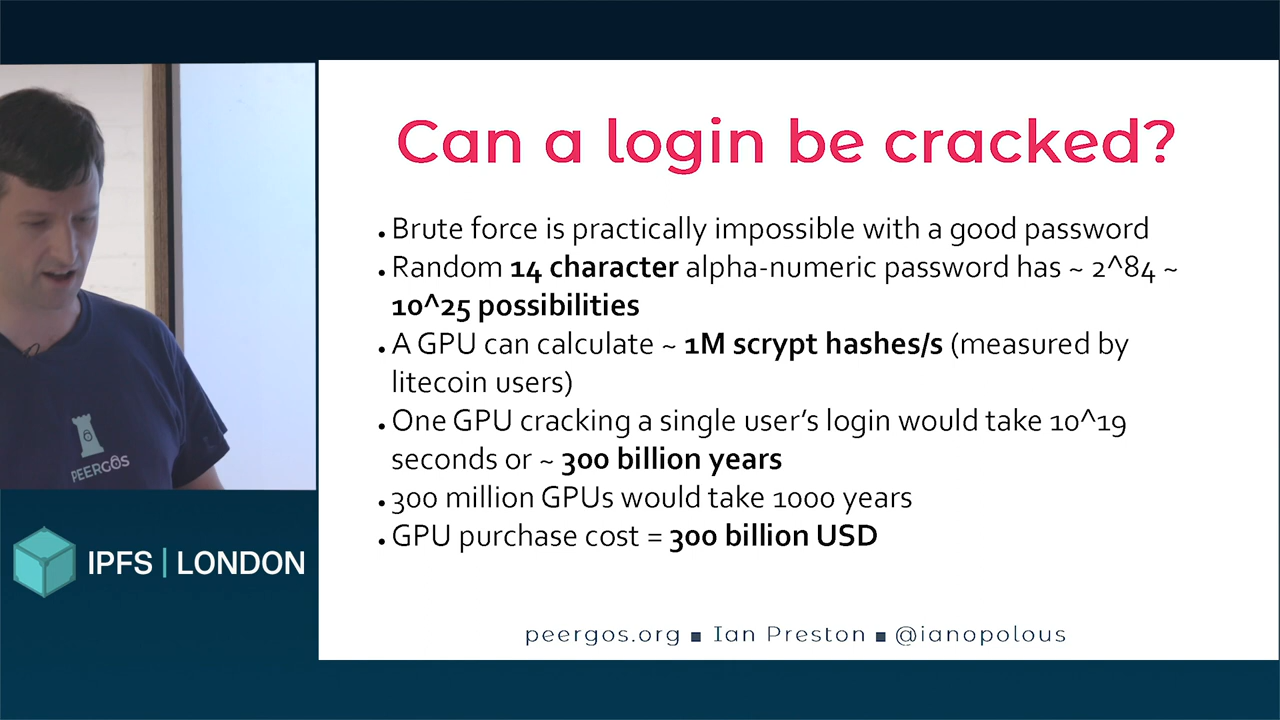 Can a login be cracked?
• Brute force is practically impossible with a good password
• Random 14 character alpha-numeric password has ~ 2^84 ~
10^25 possibilities
• A GPU can calculate ~ 1M scrypt hashes/s (measured by
litecoin users)
• One GPU cracking a single user’s login would take 10^19
seconds or ~ 300 billion years
• 300 million GPUs would take 1000 years
• GPU purchase cost = 300 billion USD
peergos.org ■ Ian Preston ■ @ianopolous
PEERGOS
IPFS | LONDON